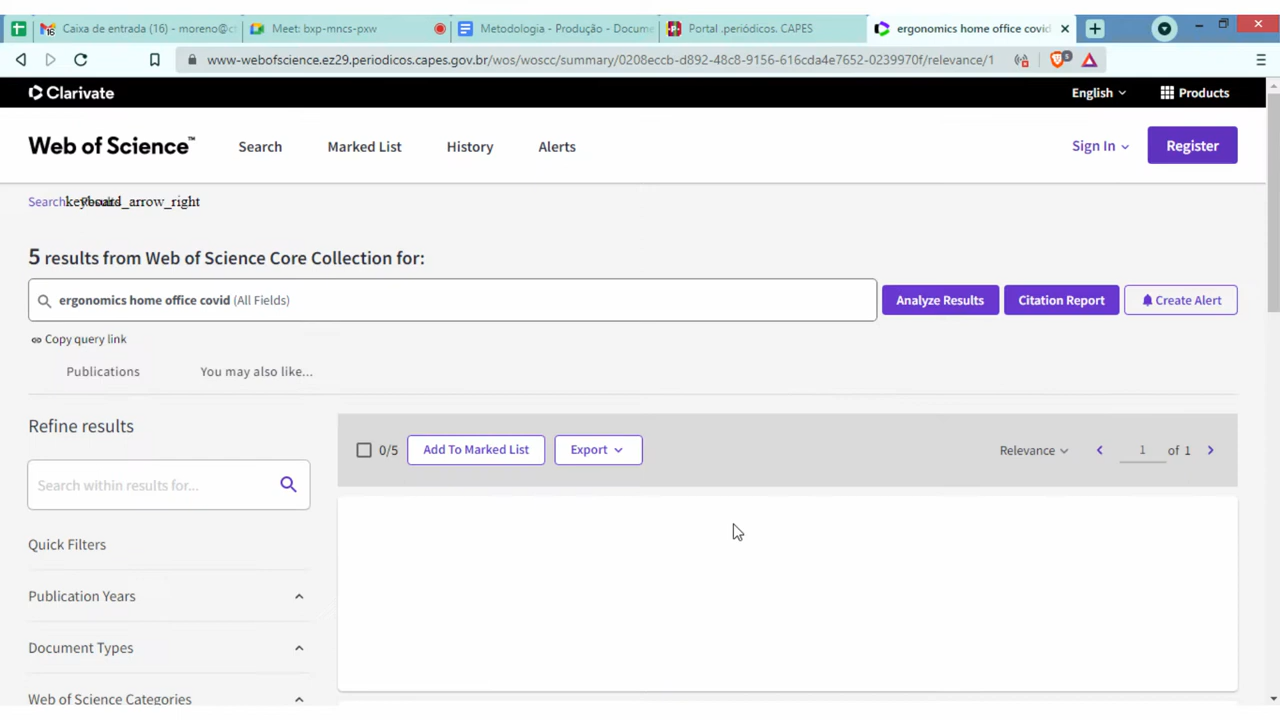 Caixa de entrada (16) - moreno@c
Meet: bxp-mncs-pxw
Metodologia - Produção - Docume
Portal .periódicos. CAPES
ergonomics home office covid
www-webofscience.ez29.periodicos.capes.gov.br/wos/woscc/summary/0208eccb-d892-48c8-9156-616cda4e7652-0239970f/relevance/1
Clarivate
English
Products
Web of Science™
Search
Marked List
History
Alerts
Sign In
Register
Search
keyboard_arrow_right
Results
5 results from Web of Science Core Collection for:
ergonomics home office covid (All Fields)
Analyze Results
Citation Report
Create Alert
Copy query link
Publications
You may also like...
Refine results
0/5
Add To Marked List
Export
Relevance
1 of 1
Search within results for...
Quick Filters
Publication Years
Document Types
Web of Science Categories